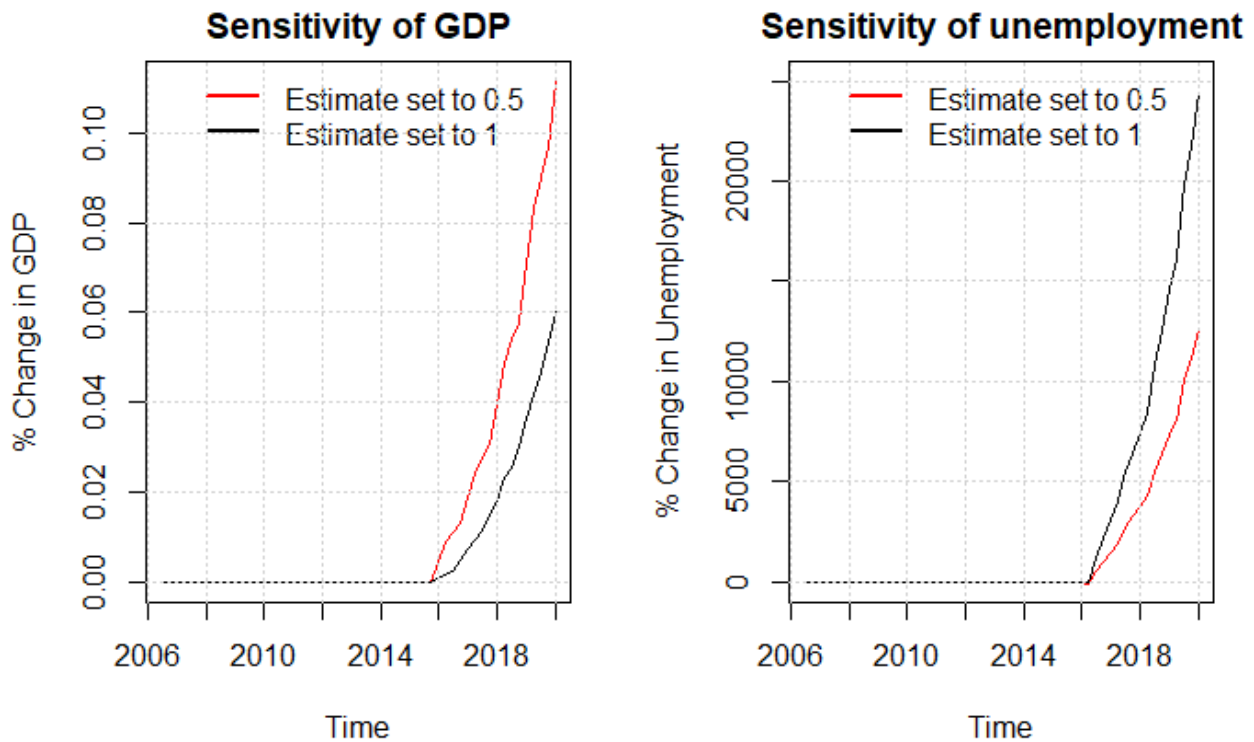 Sensitivity of GDP
Estimate set to 0.5
Estimate set to 1
% Change in GDP
0.10
0.08
0.06
0.04
0.02
0.00
2006 2010 2014 2018
Time
Sensitivity of unemployment
Estimate set to 0.5
Estimate set to 1
% Change in Unemployment
20000
10000
5000
0
2006 2010 2014 2018
Time